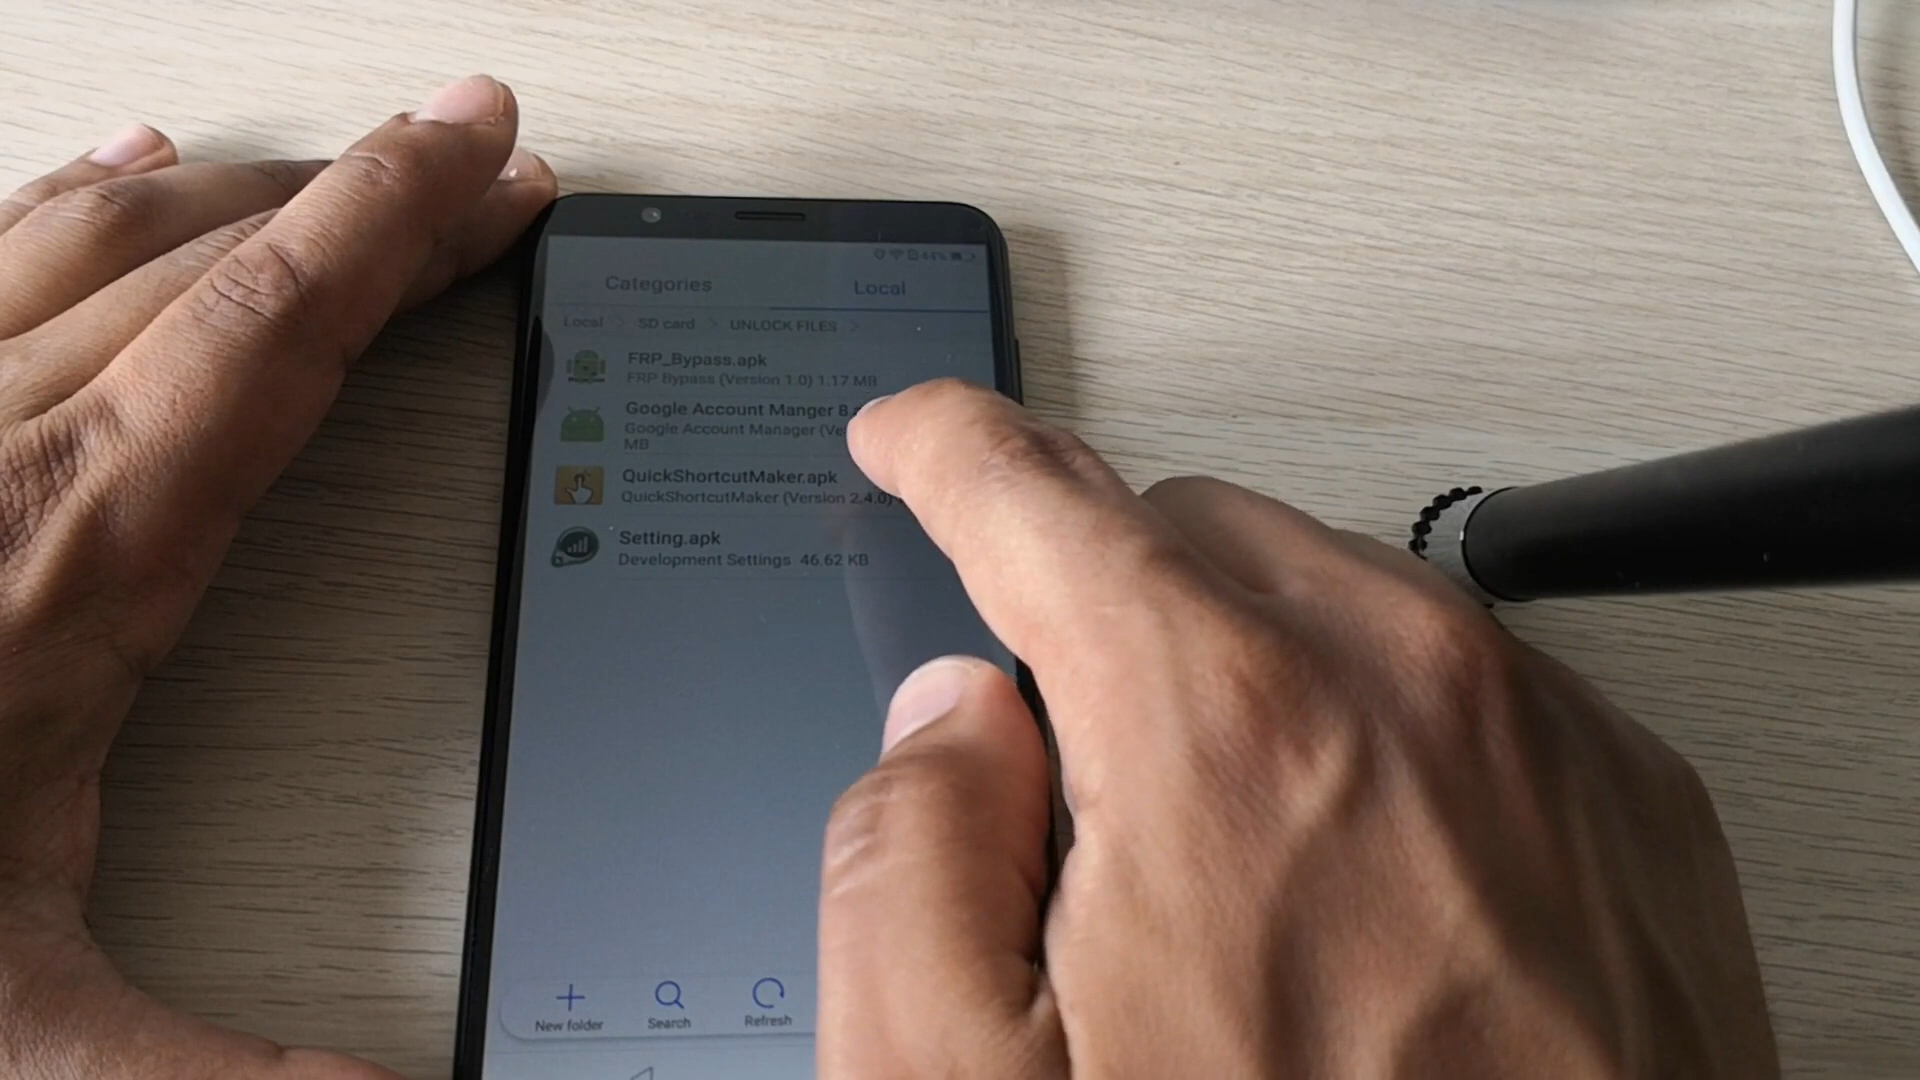 44%
Categories
Local
Local > SD card > UNLOCK FILES >
FRP_Bypass.apk
FRP Bypass (Version 1.0) 1.17 MB
Google Account Manger 8.
Google Account Manager
MB
QuickShortcutMaker.apk
QuickShortcutMaker (Version 2.4.0)
Setting.apk
Development Settings 46.62 KB
New folder
Search
Refresh